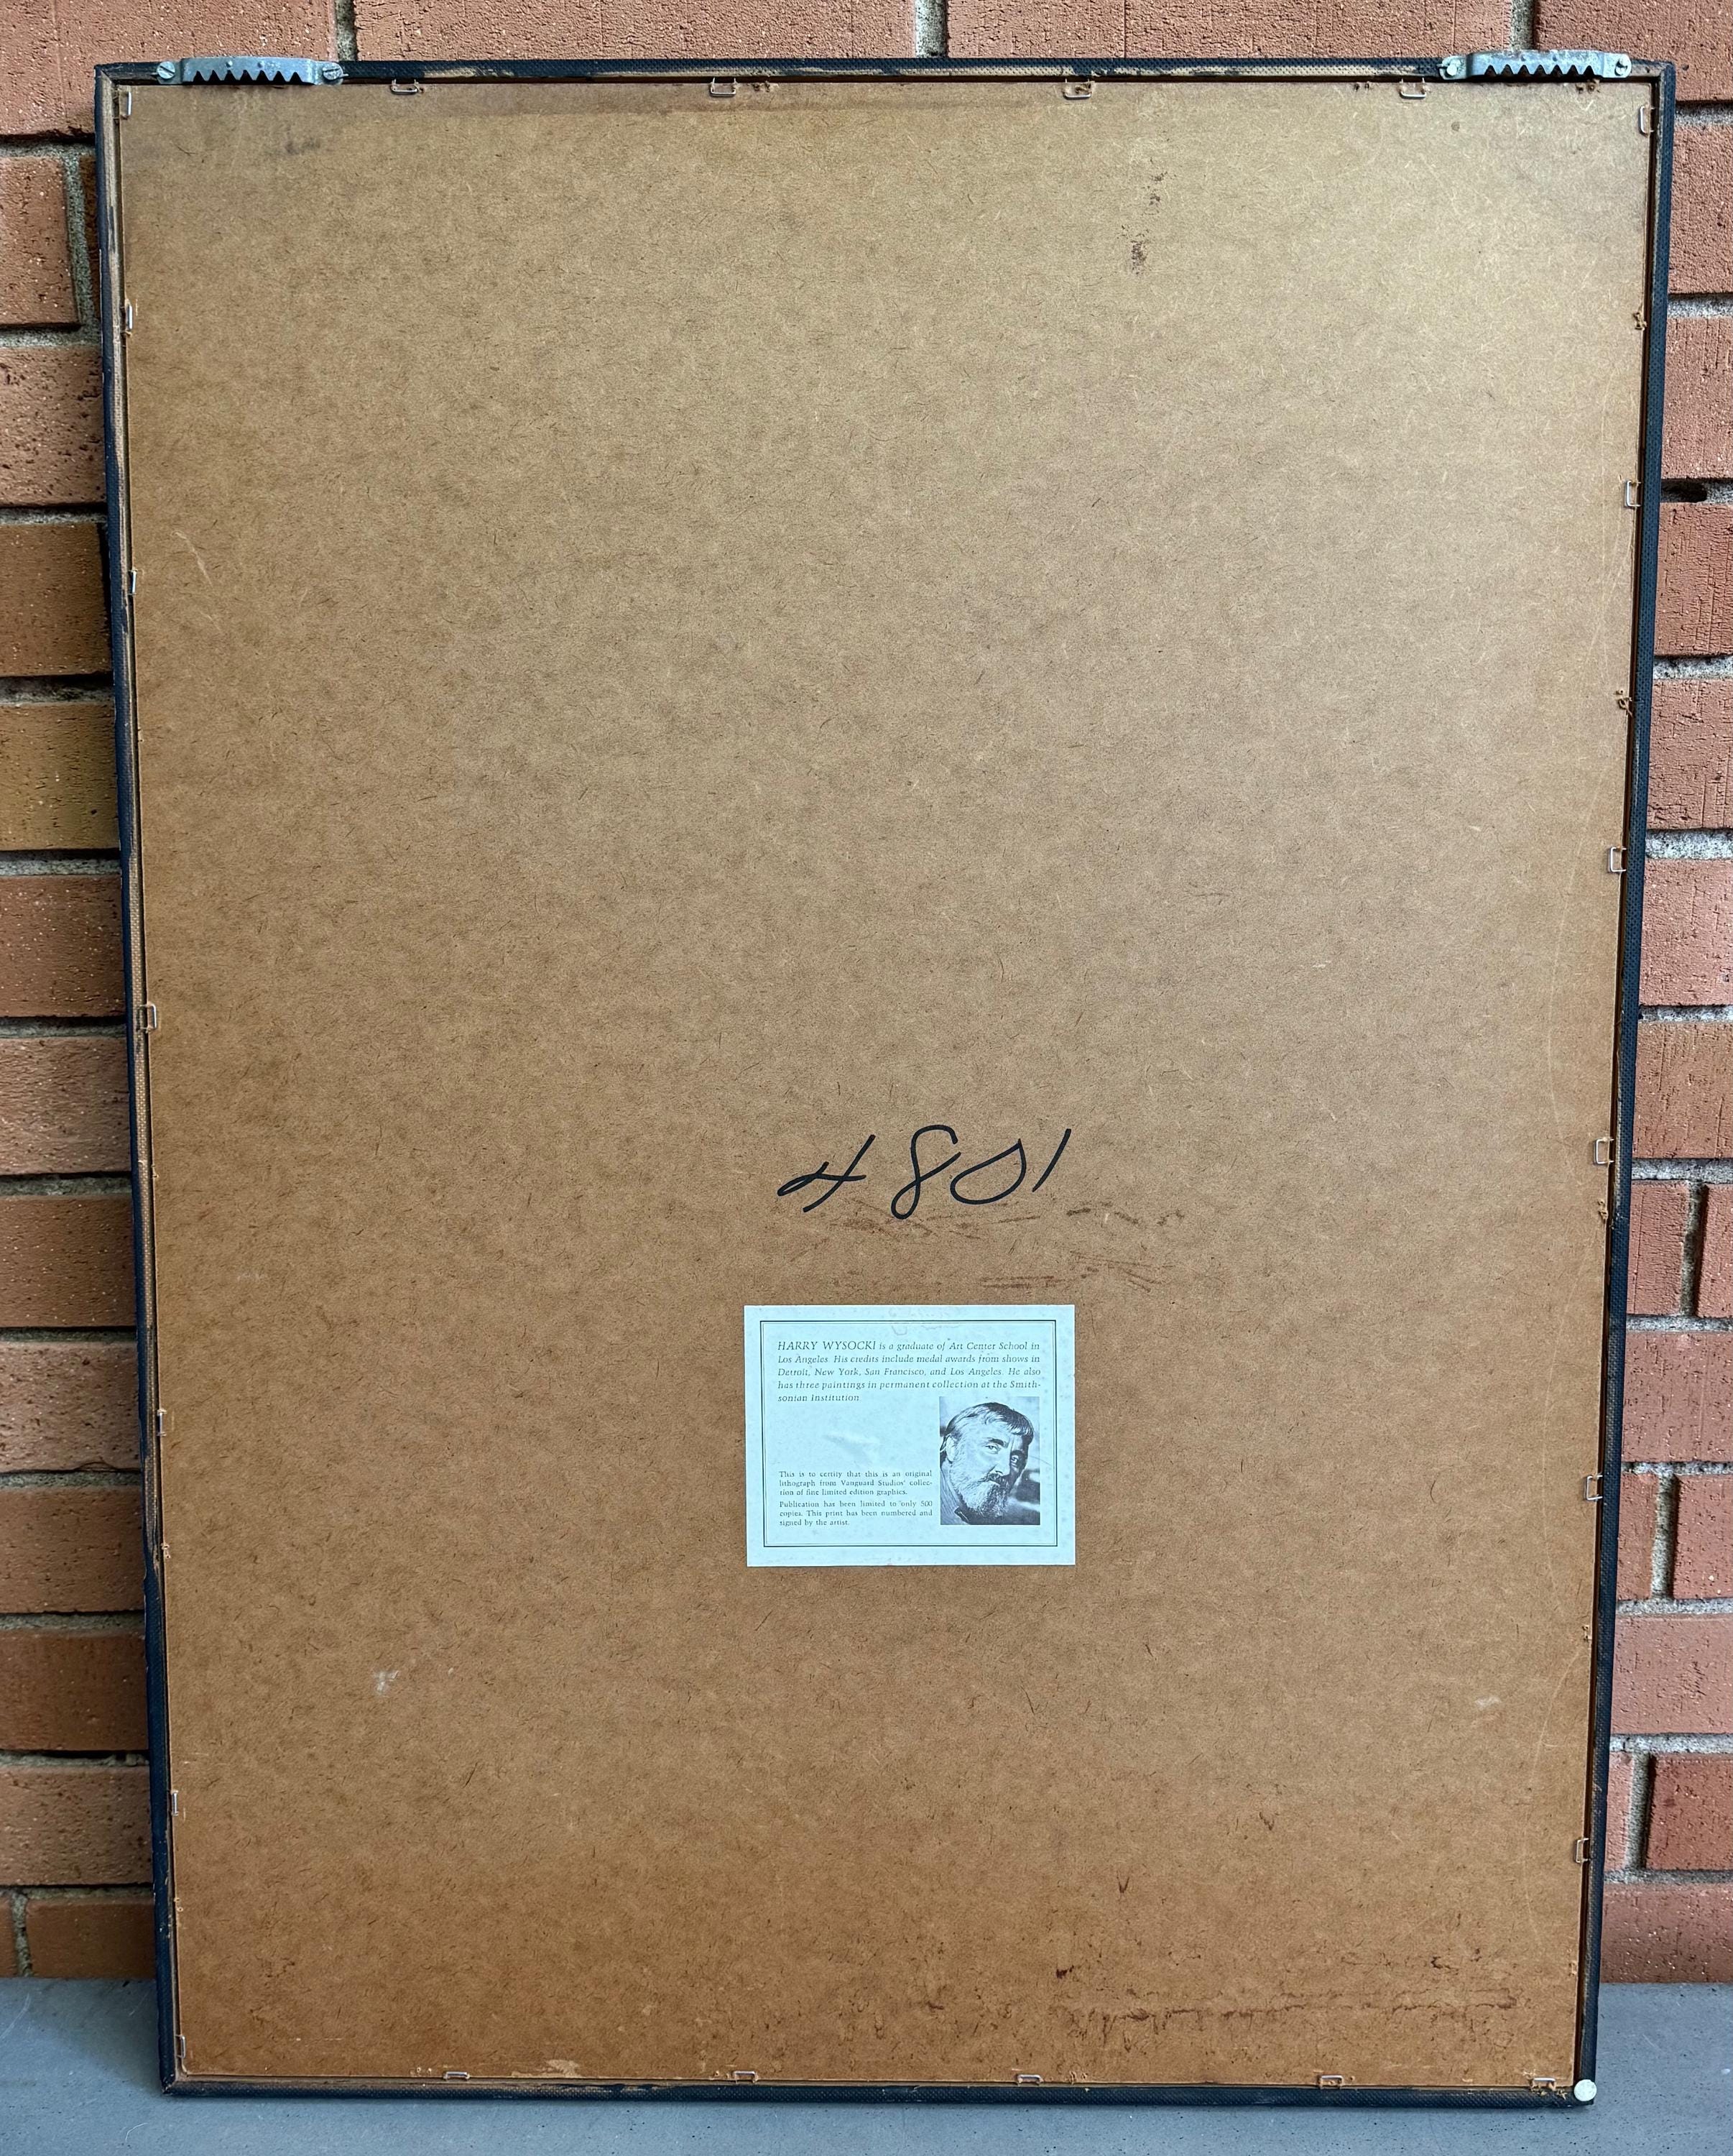 4801
HARRY WYSOCKI is a graduate of Art Center School in
Los Angeles. His credits include medal awards from shows in
Detroit, New York, San Francisco, and Los Angeles. He also
has three paintings in permanent collection at the Smith-
sonian Institution.
This is to certify that this is an original
lithograph from Vanguard Studios' collec-
tion of fine limited edition graphics.
Publication has been limited to only 500
copies. This print has been numbered and
signed by the artist.